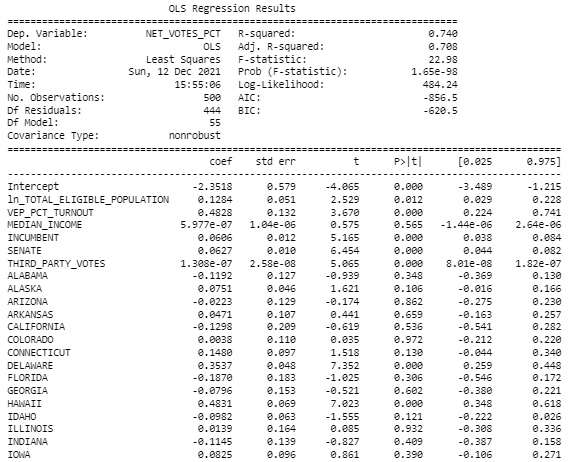 OLS Regression Results
==============================================================================
Dep. Variable: NET_VOTES_PCT R-squared: 0.740
Model: OLS Adj. R-squared: 0.708
Method: Least Squares F-statistic: 22.98
Date: Sun, 12 Dec 2021 Prob (F-statistic): 1.65e-98
Time: 15:55:06 Log-Likelihood: 484.24
No. Observations: 500 AIC: -856.5
Df Residuals: 444 BIC: -620.5
Df Model: 55
Covariance Type: nonrobust
==============================================================================
coef std err t P>|t| [0.025 0.975]
------------------------------------------------------------------------------
Intercept -2.3518 0.579 -4.065 0.000 -3.489 -1.215
ln_TOTAL_ELIGIBLE_POPULATION 0.1284 0.051 2.529 0.012 0.029 0.228
VEP_PCT_TURNOUT 0.4828 0.132 3.670 0.000 0.224 0.741
MEDIAN_INCOME 5.977e-07 1.04e-06 0.575 0.565 -1.44e-06 2.64e-06
INCUMBENT 0.0606 0.012 5.165 0.000 0.038 0.084
SENATE 0.0627 0.010 6.454 0.000 0.044 0.082
THIRD_PARTY_VOTES 1.308e-07 2.58e-08 5.065 0.000 8.01e-08 1.82e-07
ALABAMA -0.1192 0.127 -0.939 0.348 -0.369 0.130
ALASKA 0.0751 0.046 1.621 0.106 -0.016 0.166
ARIZONA -0.0223 0.129 -0.174 0.862 -0.275 0.230
ARKANSAS 0.0471 0.107 0.441 0.659 -0.163 0.257
CALIFORNIA -0.1298 0.209 -0.619 0.536 -0.541 0.282
COLORADO 0.0038 0.110 0.035 0.972 -0.212 0.220
CONNECTICUT 0.1480 0.097 1.518 0.130 -0.044 0.340
DELAWARE 0.3537 0.048 7.352 0.000 0.259 0.448
FLORIDA -0.1870 0.183 -1.025 0.306 -0.546 0.172
GEORGIA -0.0796 0.153 -0.521 0.602 -0.380 0.221
HAWAII 0.4831 0.069 7.023 0.000 0.348 0.618
IDAHO -0.0982 0.063 -1.555 0.121 -0.222 0.026
ILLINOIS 0.0139 0.164 0.085 0.932 -0.308 0.336
INDIANA -0.1145 0.139 -0.827 0.409 -0.387 0.158
IOWA 0.0825 0.096 0.861 0.390 -0.106 0.271